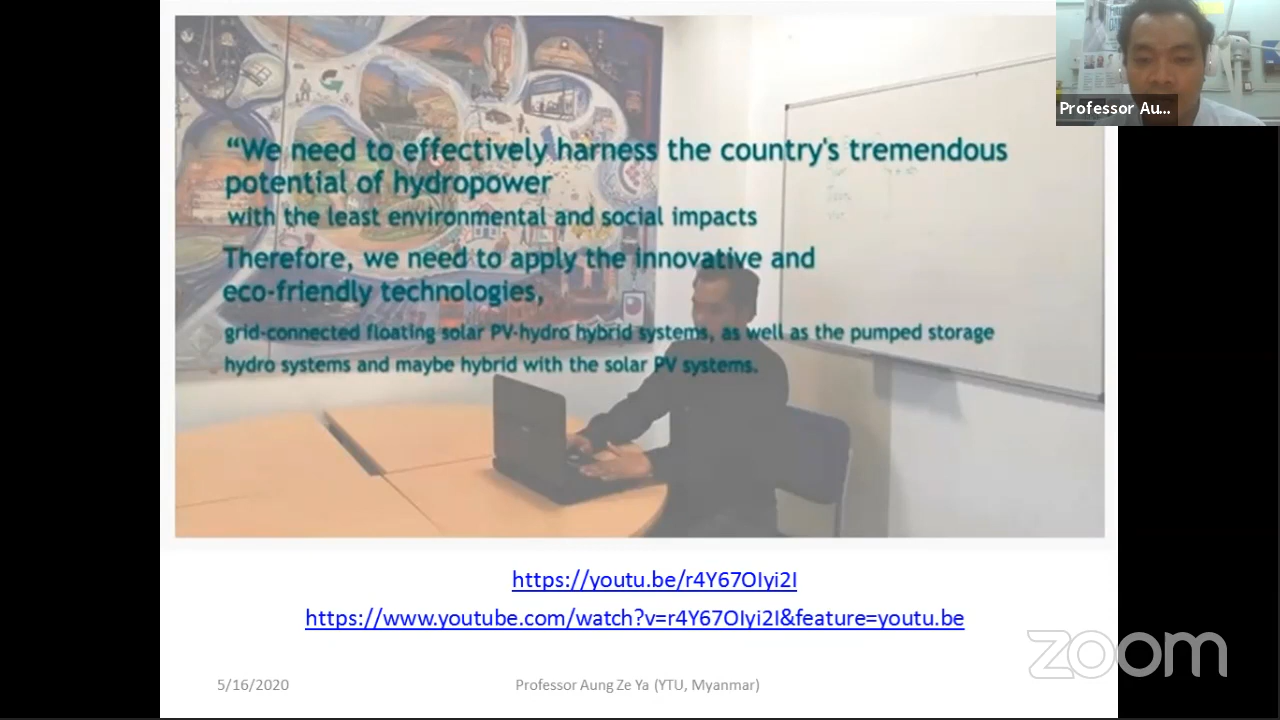 Professor Au...
“We need to effectively harness the country's tremendous
potential of hydropower
with the least environmental and social impacts
Therefore, we need to apply the innovative and
eco-friendly technologies,
grid-connected floating solar PV-hydro hybrid systems, as well as the pumped storage
hydro systems and maybe hybrid with the solar PV systems.
https://youtu.be/r4Y67OIyi2I
https://www.youtube.com/watch?v=r4Y67OIyi2I&feature=youtu.be
zoom
5/16/2020
Professor Aung Ze Ya (YTU, Myanmar)